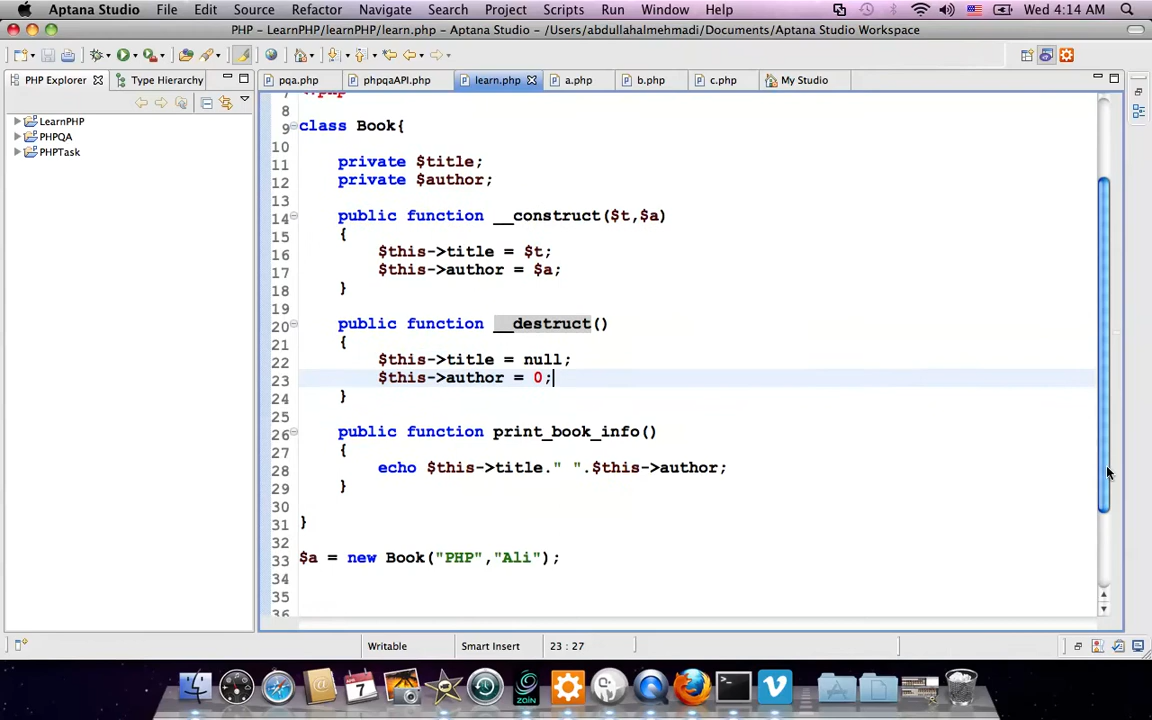 Aptana Studio File Edit Source Refactor Navigate Search Project Scripts Run Window Help Wed 4:14 AM
PHP - LearnPHP/learnPHP/learn.php - Aptana Studio - /Users/abdullahalmehmadi/Documents/Aptana Studio Workspace
PHP Explorer Type Hierarchy pqa.php phpqaAPI.php learn.php a.php b.php c.php My Studio
LearnPHP
PHPQA
PHPTask
8
9 class Book{
10
11 private $title;
12 private $author;
13
14 public function __construct($t,$a)
15 {
16 $this->title = $t;
17 $this->author = $a;
18 }
19
20 public function __destruct()
21 {
22 $this->title = null;
23 $this->author = 0;
24 }
25
26 public function print_book_info()
27 {
28 echo $this->title." ".$this->author;
29 }
30
31 }
32
33 $a = new Book("PHP","Ali");
34
35
36
Writable Smart Insert 23 : 27
7 zain